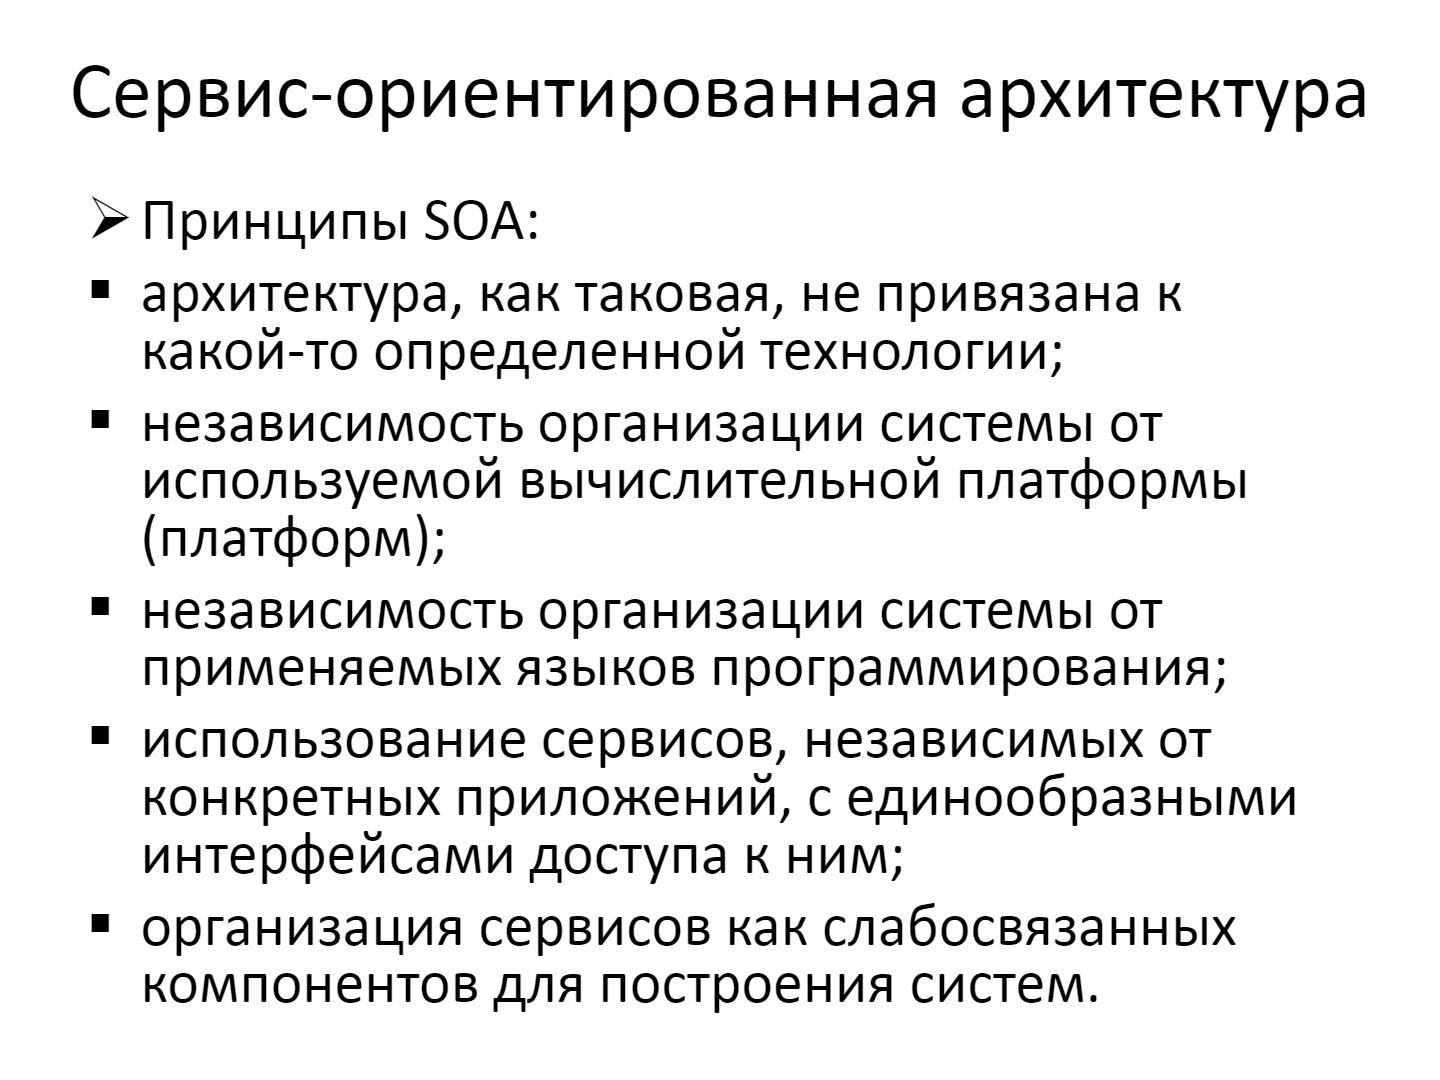 Сервис-ориентированная архитектура
Принципы SOA:
архитектура, как таковая, не привязана к
какой-то определенной технологии;
независимость организации системы от
используемой вычислительной платформы
(платформ);
независимость организации системы от
применяемых языков программирования;
использование сервисов, независимых от
конкретных приложений, с единообразными
интерфейсами доступа к ним;
организация сервисов как слабосвязанных
компонентов для построения систем.